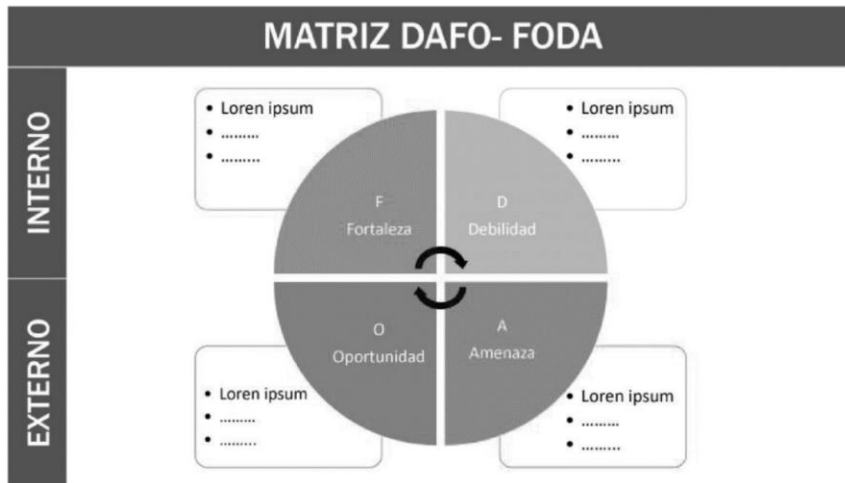 MATRIZ DAFO- FODA
INTERNO
• Loren ipsum
• .........
• .........
• Loren ipsum
• .........
• .........
F
Fortaleza
D
Debilidad
EXTERNO
O
Oportunidad
A
Amenaza
• Loren ipsum
• .........
• .........
• Loren ipsum
• .........
• .........